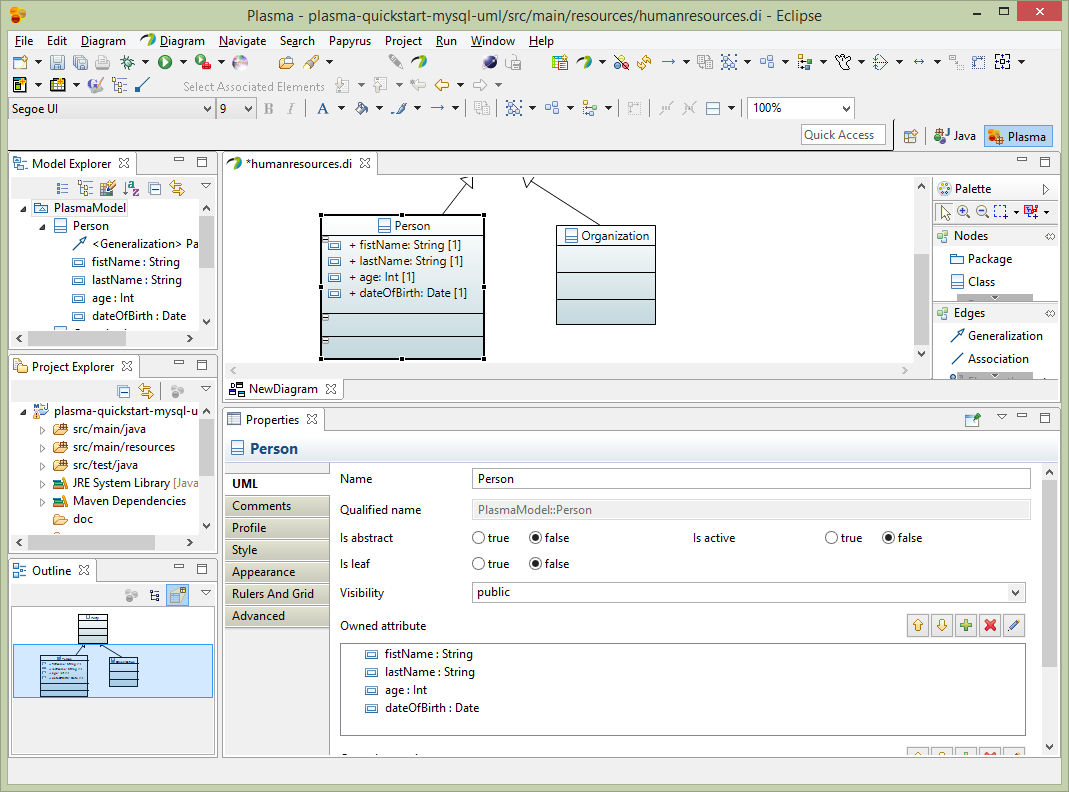 Plasma - plasma-quickstart-mysql-uml/src/main/resources/humanresources.di - Eclipse
File Edit Diagram Diagram Navigate Search Papyrus Project Run Window Help
Select Associated Elements
Segoe UI 9 B I A 100%
Quick Access Java Plasma
Model Explorer
PlasmaModel
Person
<Generalization> Pa
fistName : String
lastName : String
age : Int
dateOfBirth : Date
Project Explorer
plasma-quickstart-mysql-u
src/main/java
src/main/resources
src/test/java
JRE System Library [Java
Maven Dependencies
doc
Outline
*humanresources.di
Person
+ fistName: String [1]
+ lastName: String [1]
+ age: Int [1]
+ dateOfBirth: Date [1]
Organization
NewDiagram
Palette
Nodes
Package
Class
Edges
Generalization
Association
Properties
Person
UML
Comments
Profile
Style
Appearance
Rulers And Grid
Advanced
Name Person
Qualified name PlasmaModel::Person
Is abstract true false Is active true false
Is leaf true false
Visibility public
Owned attribute
fistName : String
lastName : String
age : Int
dateOfBirth : Date